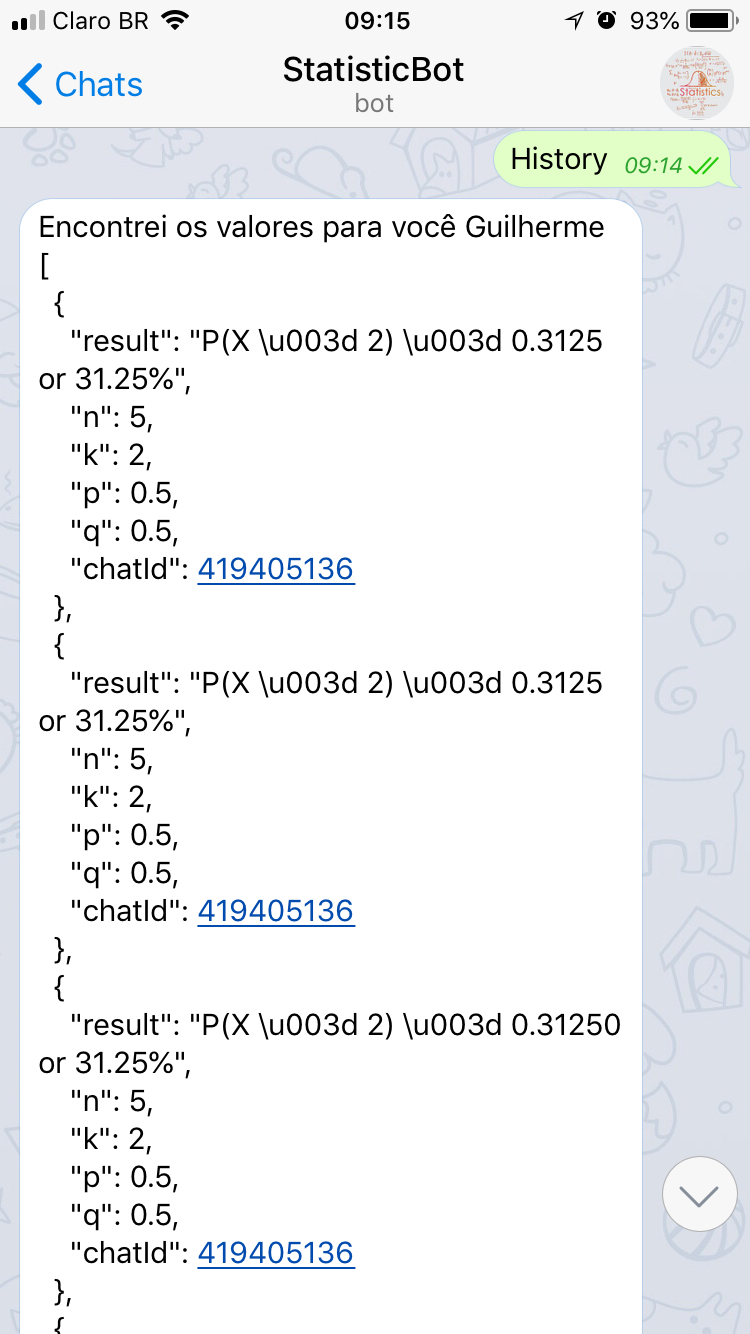 Claro BR 09:15 93%
Chats StatisticBot
bot
Statistics
History 09:14
Encontrei os valores para você Guilherme
[
{
"result": "P(X \u003d 2) \u003d 0.3125
or 31.25%",
"n": 5,
"k": 2,
"p": 0.5,
"q": 0.5,
"chatId": 419405136
},
{
"result": "P(X \u003d 2) \u003d 0.3125
or 31.25%",
"n": 5,
"k": 2,
"p": 0.5,
"q": 0.5,
"chatId": 419405136
},
{
"result": "P(X \u003d 2) \u003d 0.31250
or 31.25%",
"n": 5,
"k": 2,
"p": 0.5,
"q": 0.5,
"chatId": 419405136
},
{